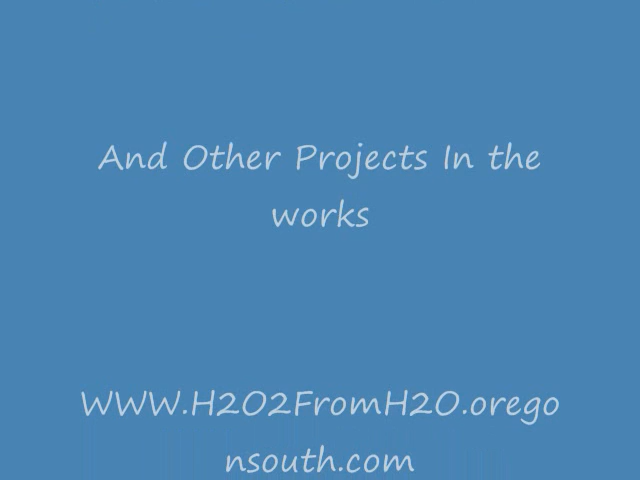 And Other Projects In the
works
WWW.H2O2FromH2O.orego
nsouth.com